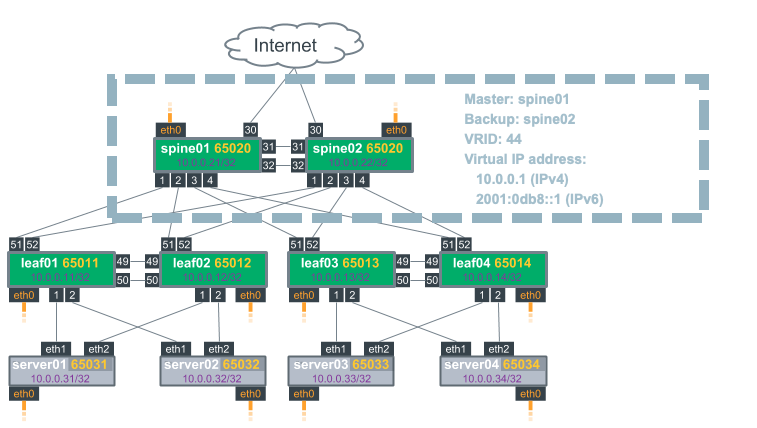 Internet
Master: spine01
Backup: spine02
VRID: 44
Virtual IP address:
10.0.0.1 (IPv4)
2001:0db8::1 (IPv6)
eth0 30 30 eth0
spine01 65020 31 31 spine02 65020
10.0.0.21/32 32 32 10.0.0.22/32
1 2 3 4 1 2 3 4
51 52 51 52 51 52 51 52
leaf01 65011 49 49 leaf02 65012 leaf03 65013 49 49 leaf04 65014
10.0.0.11/32 50 50 10.0.0.12/32 10.0.0.13/32 50 50 10.0.0.14/32
eth0 1 2 1 2 eth0 eth0 1 2 1 2 eth0
eth1 eth2 eth1 eth2 eth1 eth2 eth1 eth2
server01 65031 server02 65032 server03 65033 server04 65034
10.0.0.31/32 10.0.0.32/32 10.0.0.33/32 10.0.0.34/32
eth0 eth0 eth0 eth0